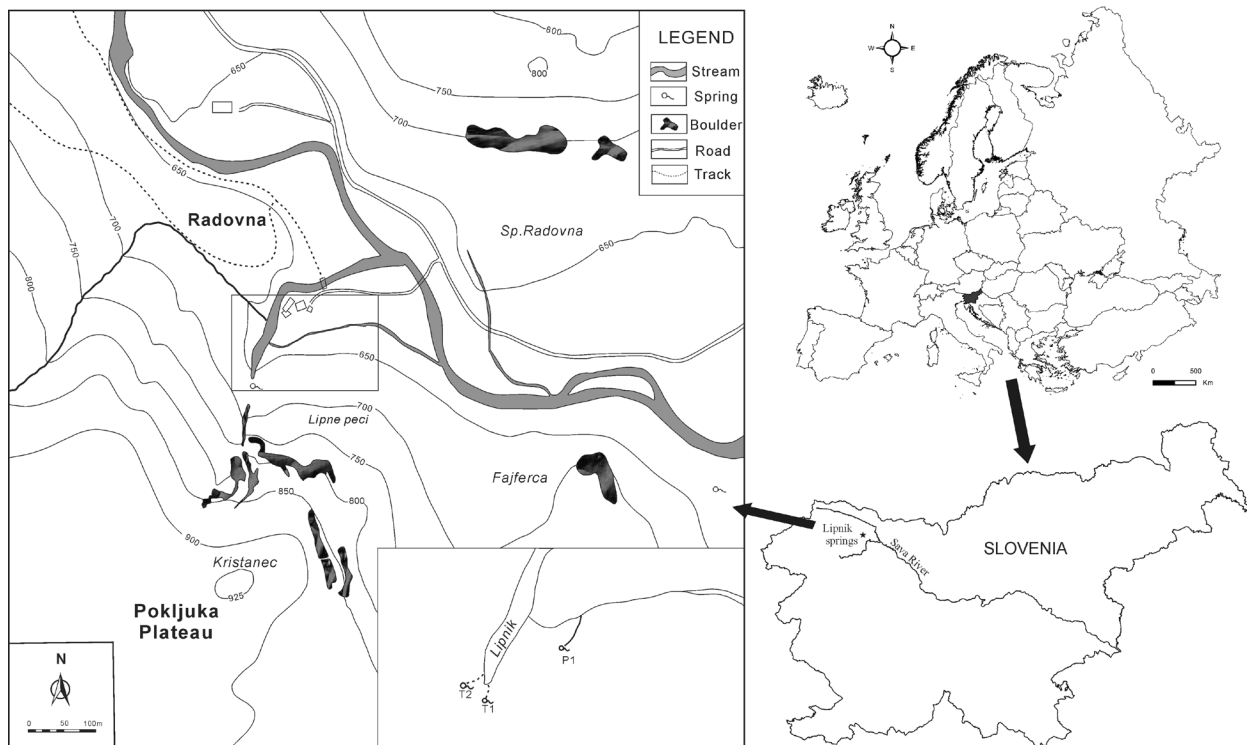 LEGEND
Stream
Spring
Boulder
Road
Track
800
800
750
700
650
650
700
750
800
Radovna
Sp.Radovna
650
650
700
Lipne peci
750
Fajferca
850
800
800
Kristanec
925
Pokljuka
Plateau
N
0 50 100m
Lipnik
P1
T2
T1
N
W E
S
0 500
Km
Lipnik
springs
Sava River
SLOVENIA